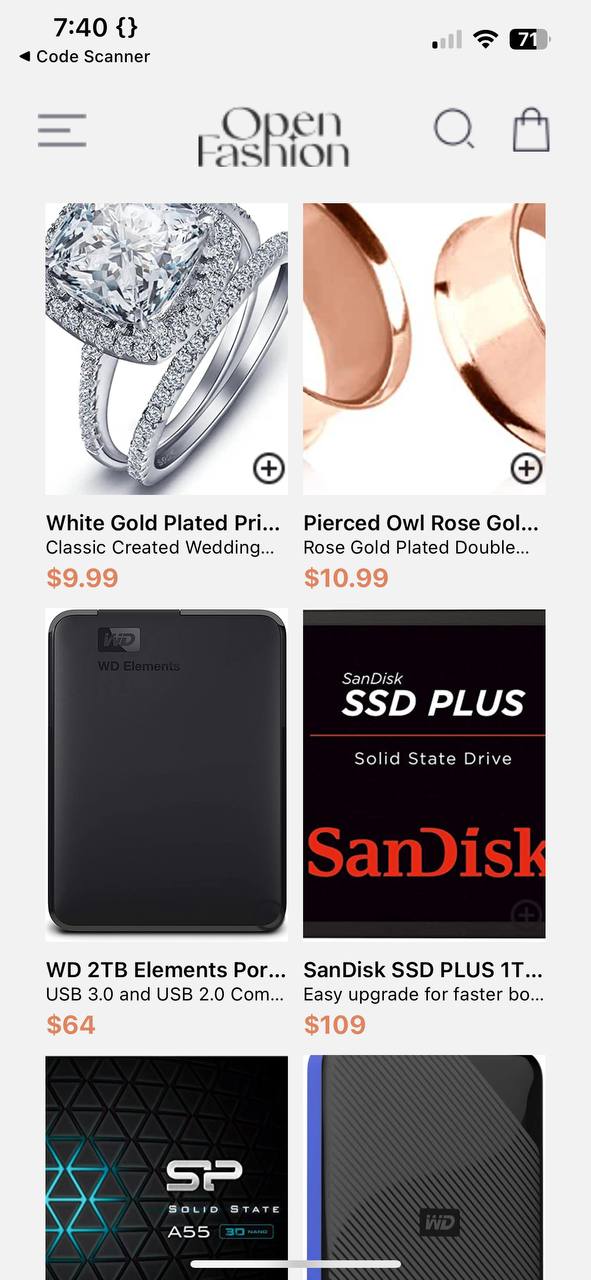 7:40 {}
71
◀ Code Scanner
Open
Fashion
White Gold Plated Pri...
Pierced Owl Rose Gol...
Classic Created Wedding...
Rose Gold Plated Double...
$9.99
$10.99
WD
WD Elements
SanDisk
SSD PLUS
Solid State Drive
SanDisk
WD 2TB Elements Por...
SanDisk SSD PLUS 1T...
USB 3.0 and USB 2.0 Com...
Easy upgrade for faster bo...
$64
$109
SP
SOLID STATE
A55 3D NAND
WD